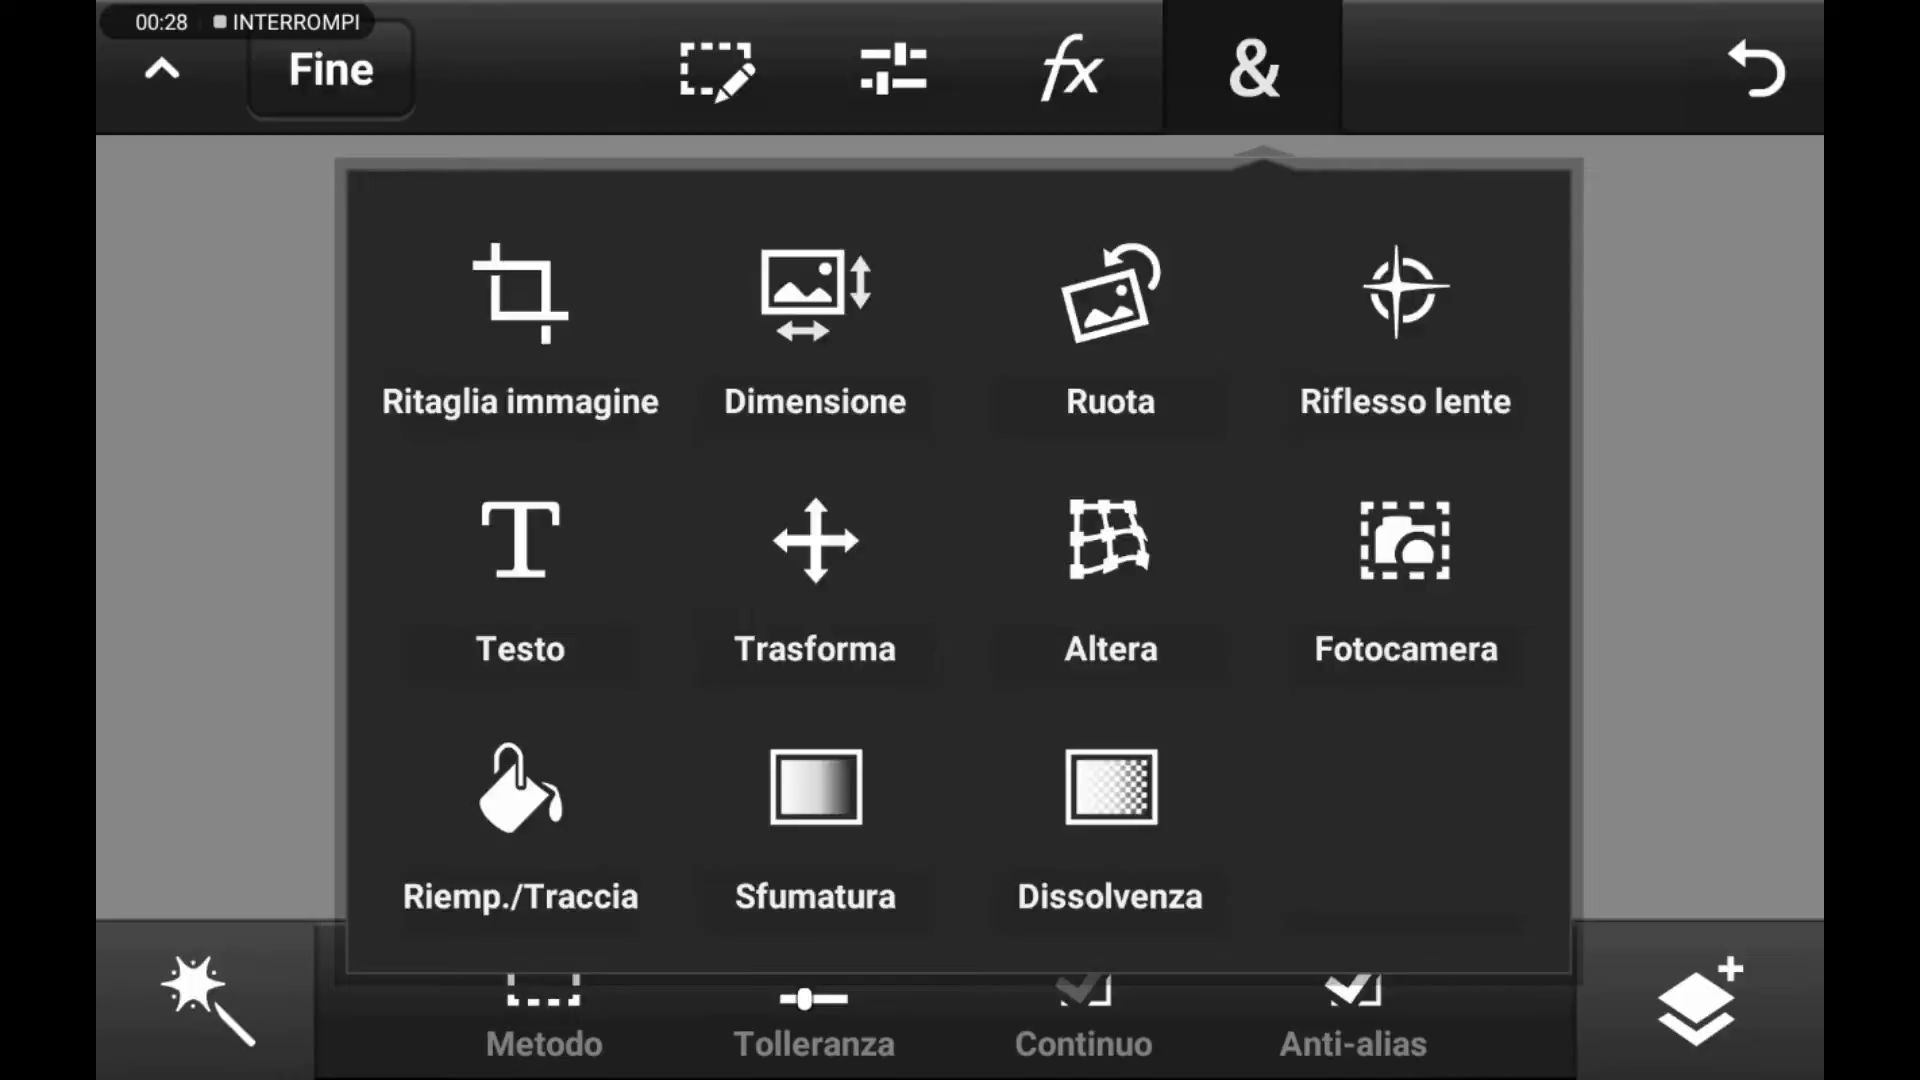 00:28 INTERROMPI
Fine
fx
&
Ritaglia immagine
Dimensione
Ruota
Riflesso lente
Testo
Trasforma
Altera
Fotocamera
Riemp./Traccia
Sfumatura
Dissolvenza
Metodo
Tolleranza
Continuo
Anti-alias